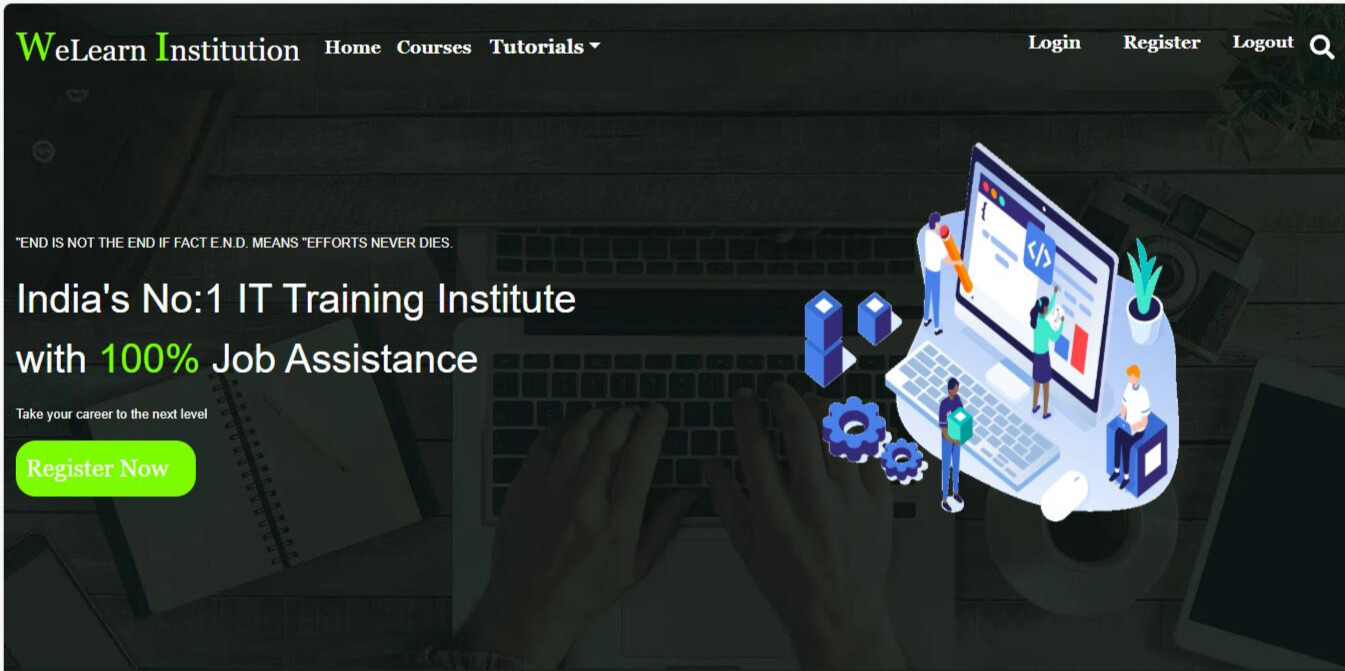 WeLearn Institution Home Courses Tutorials Login Register Logout
"END IS NOT THE END IF FACT E.N.D. MEANS "EFFORTS NEVER DIES.
India's No:1 IT Training Institute
with 100% Job Assistance
Take your career to the next level
Register Now
{
</>